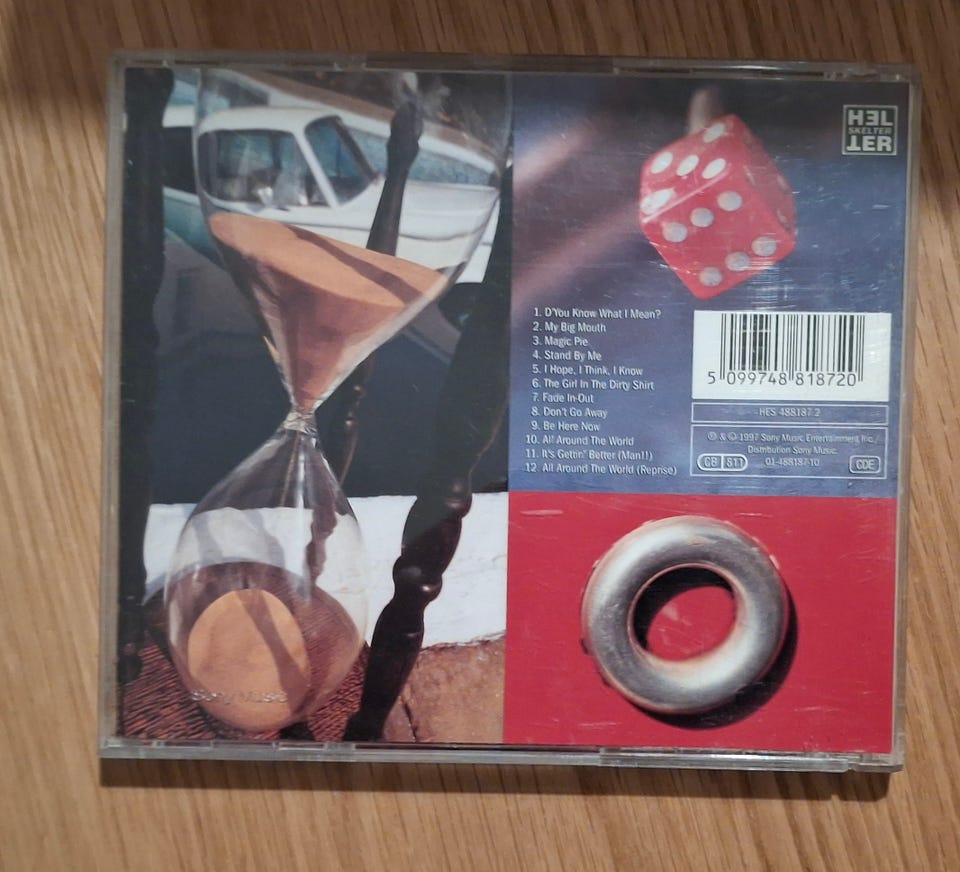 HEL
SKELTER
TER
1. D'You Know What I Mean?
2. My Big Mouth
3. Magic Pie
4. Stand By Me
5. I Hope, I Think, I Know
6. The Girl In The Dirty Shirt
7. Fade In-Out
8. Don't Go Away
9. Be Here Now
10. All Around The World
11. It's Gettin' Better (Man!!)
12 All Around The World (Reprise)
5 099748 818720
HES 488187 2
℗ & © 1997 Sony Music Entertainment Inc./
Distribution Sony Music.
01-488187-10
GB 811
CDE
Sony Music